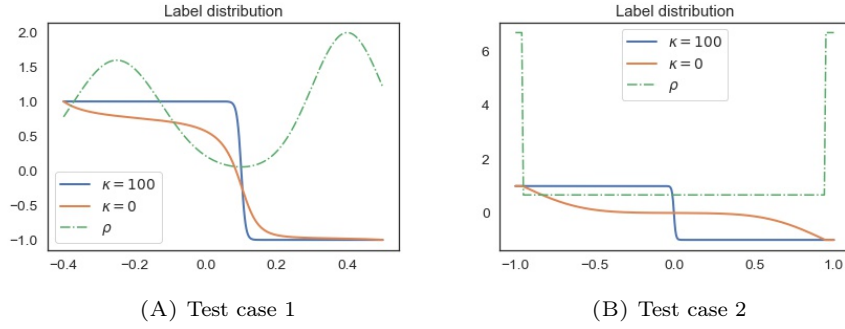 Label distribution
2.0
1.5
1.0
0.5
0.0
−0.5
−1.0
κ = 100
κ = 0
ρ
−0.4 −0.2 0.0 0.2 0.4
(A) Test case 1
Label distribution
6
4
2
0
κ = 100
κ = 0
ρ
−1.0 −0.5 0.0 0.5 1.0
(B) Test case 2